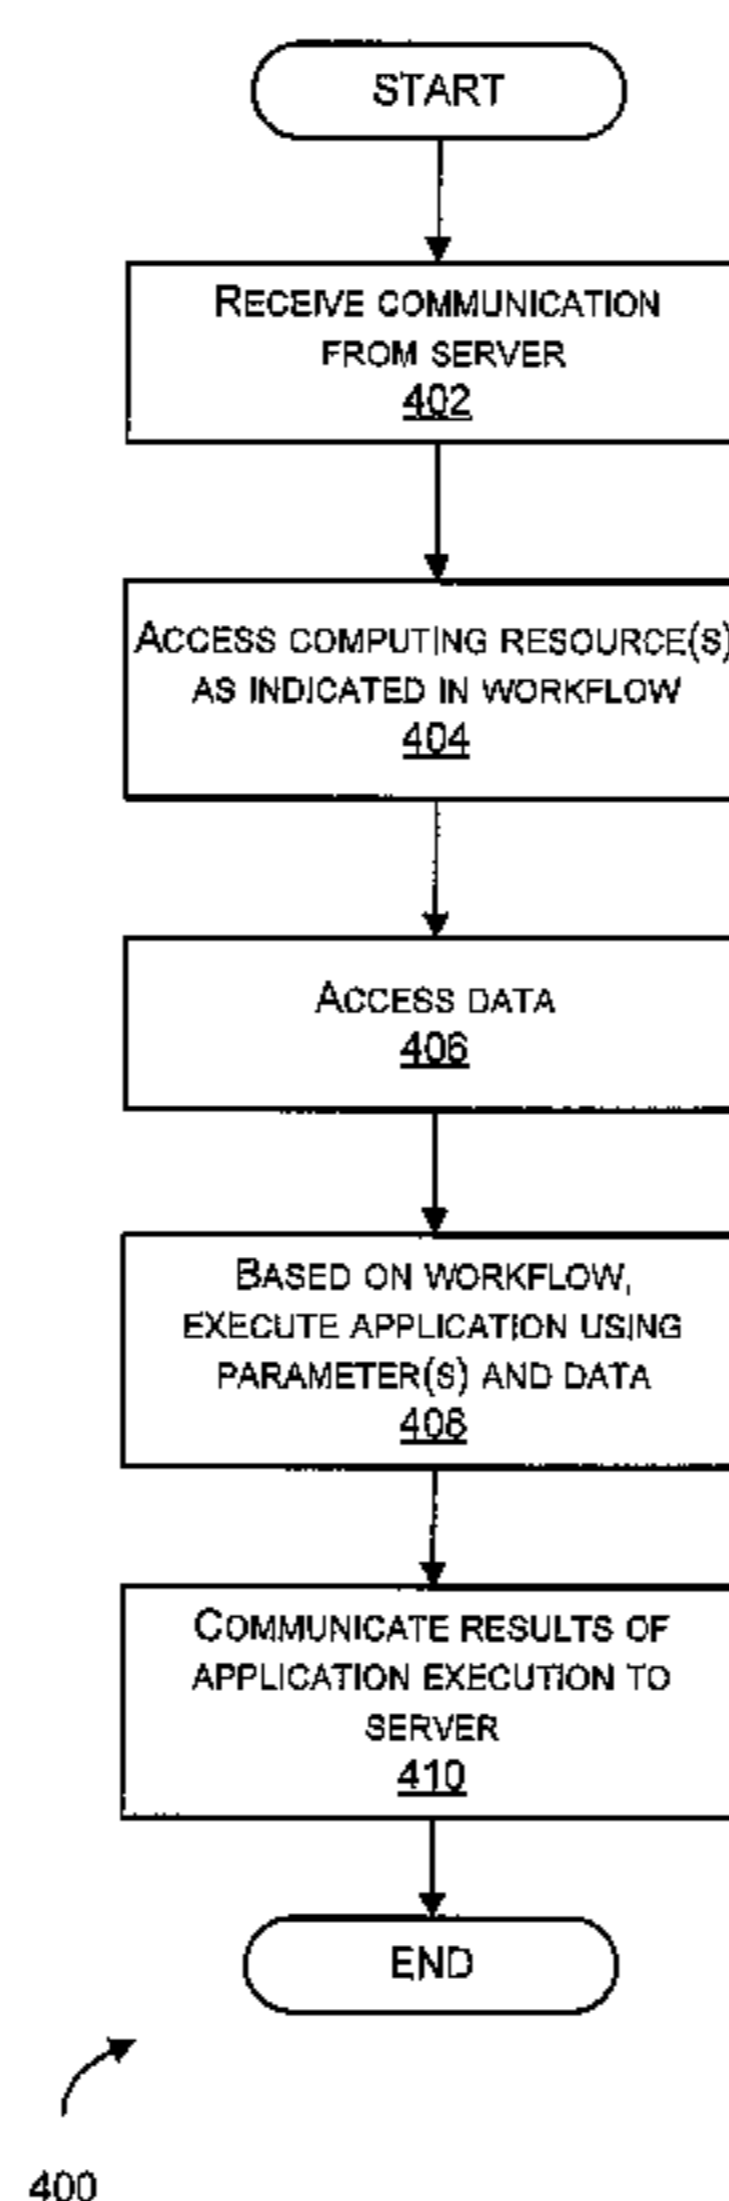 START
RECEIVE COMMUNICATION
FROM SERVER
402
ACCESS COMPUTING RESOURCE(S)
AS INDICATED IN WORKFLOW
404
ACCESS DATA
406
BASED ON WORKFLOW,
EXECUTE APPLICATION USING
PARAMETER(S) AND DATA
408
COMMUNICATE RESULTS OF
APPLICATION EXECUTION TO
SERVER
410
END
400